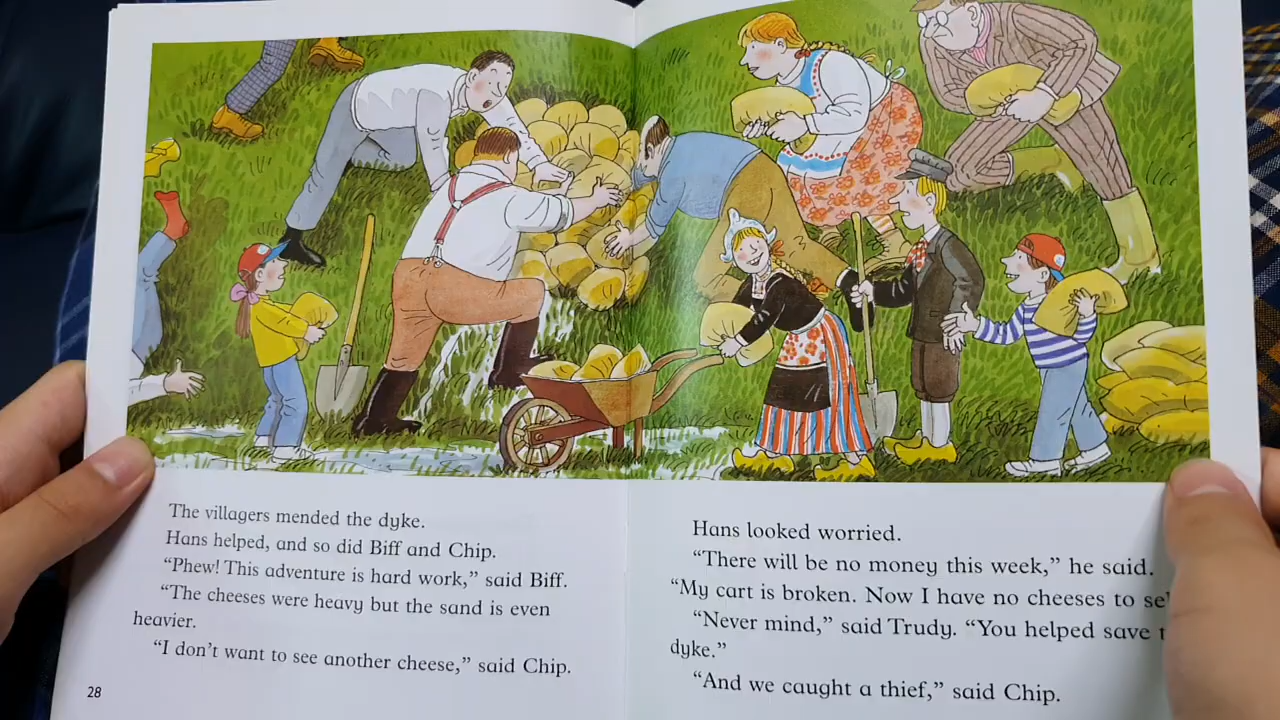 The villagers mended the dyke.
Hans helped, and so did Biff and Chip.
“Phew! This adventure is hard work,” said Biff.
“The cheeses were heavy but the sand is even
heavier.
“I don’t want to see another cheese,” said Chip.
28
Hans looked worried.
“There will be no money this week,” he said.
“My cart is broken. Now I have no cheeses to
“Never mind,” said Trudy. “You helped save
dyke.”
“And we caught a thief,” said Chip.